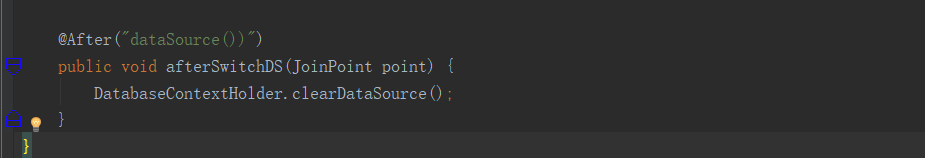 @After("dataSource())")
public void afterSwitchDS(JoinPoint point) {
DatabaseContextHolder.clearDataSource();
}
}